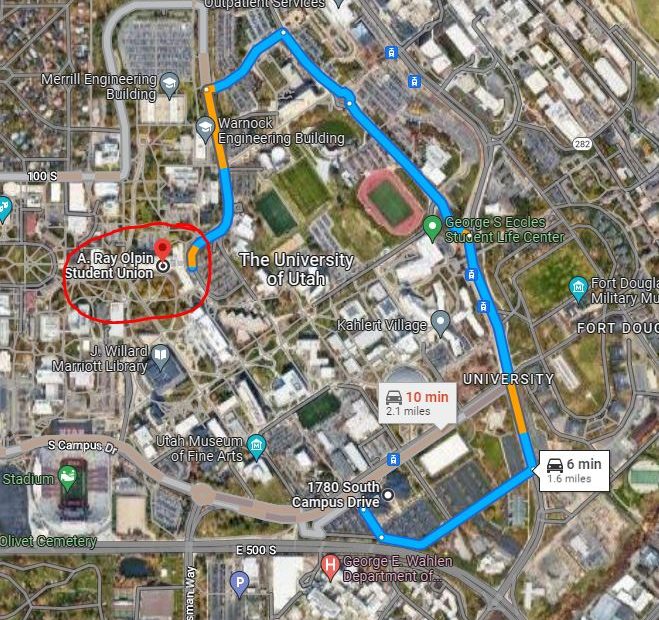 Outpatient Services
Merrill Engineering
Building
Warnock
Engineering Building
282
100 S
A. Ray Olpin
Student Union
The University
of Utah
George S Eccles
Student Life Center
Fort Dougla
Military Mu
FORT DOUG
Kahlert Village
J. Willard
Marriott Library
UNIVERSITY
10 min
2.1 miles
S Campus Dr
Utah Museum
of Fine Arts
6 min
1.6 miles
Stadium
1780 South
Campus Drive
UTAH
Olivet Cemetery
E 500 S
H
George E. Wahlen
Department of...
P
sman Way